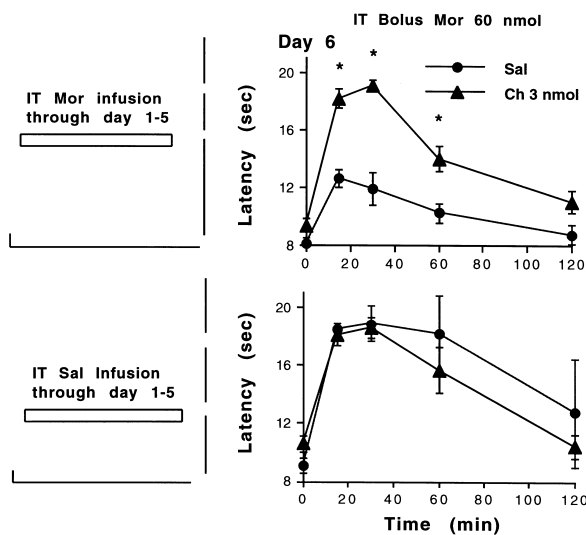 IT Bolus Mor 60 nmol
Day 6
*
*
*
Sal
Ch 3 nmol
IT Mor infusion
through day 1-5
Latency (sec)
20
16
12
8
0 20 40 60 80 100 120
IT Sal Infusion
through day 1-5
Latency (sec)
20
16
12
8
0 20 40 60 80 100 120
Time (min)